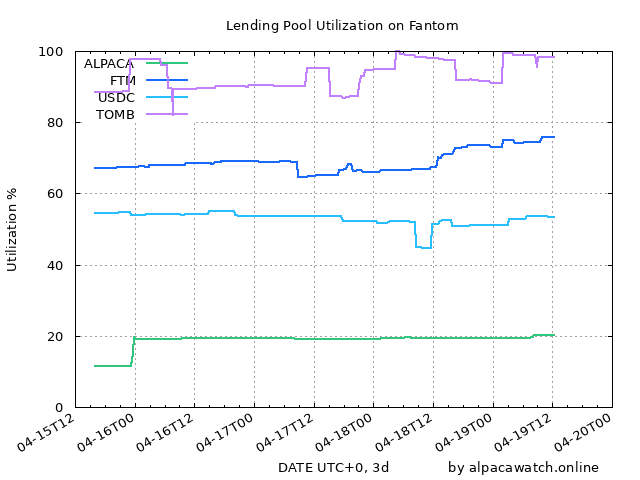 Lending Pool Utilization on Fantom
100
80
60
40
20
0
Utilization %
ALPACA
FTM
USDC
TOMB
04-15T12
04-16T00
04-16T12
04-17T00
04-17T12
04-18T00
04-18T12
04-19T00
04-19T12
04-20T00
DATE UTC+0, 3d
by alpacawatch.online